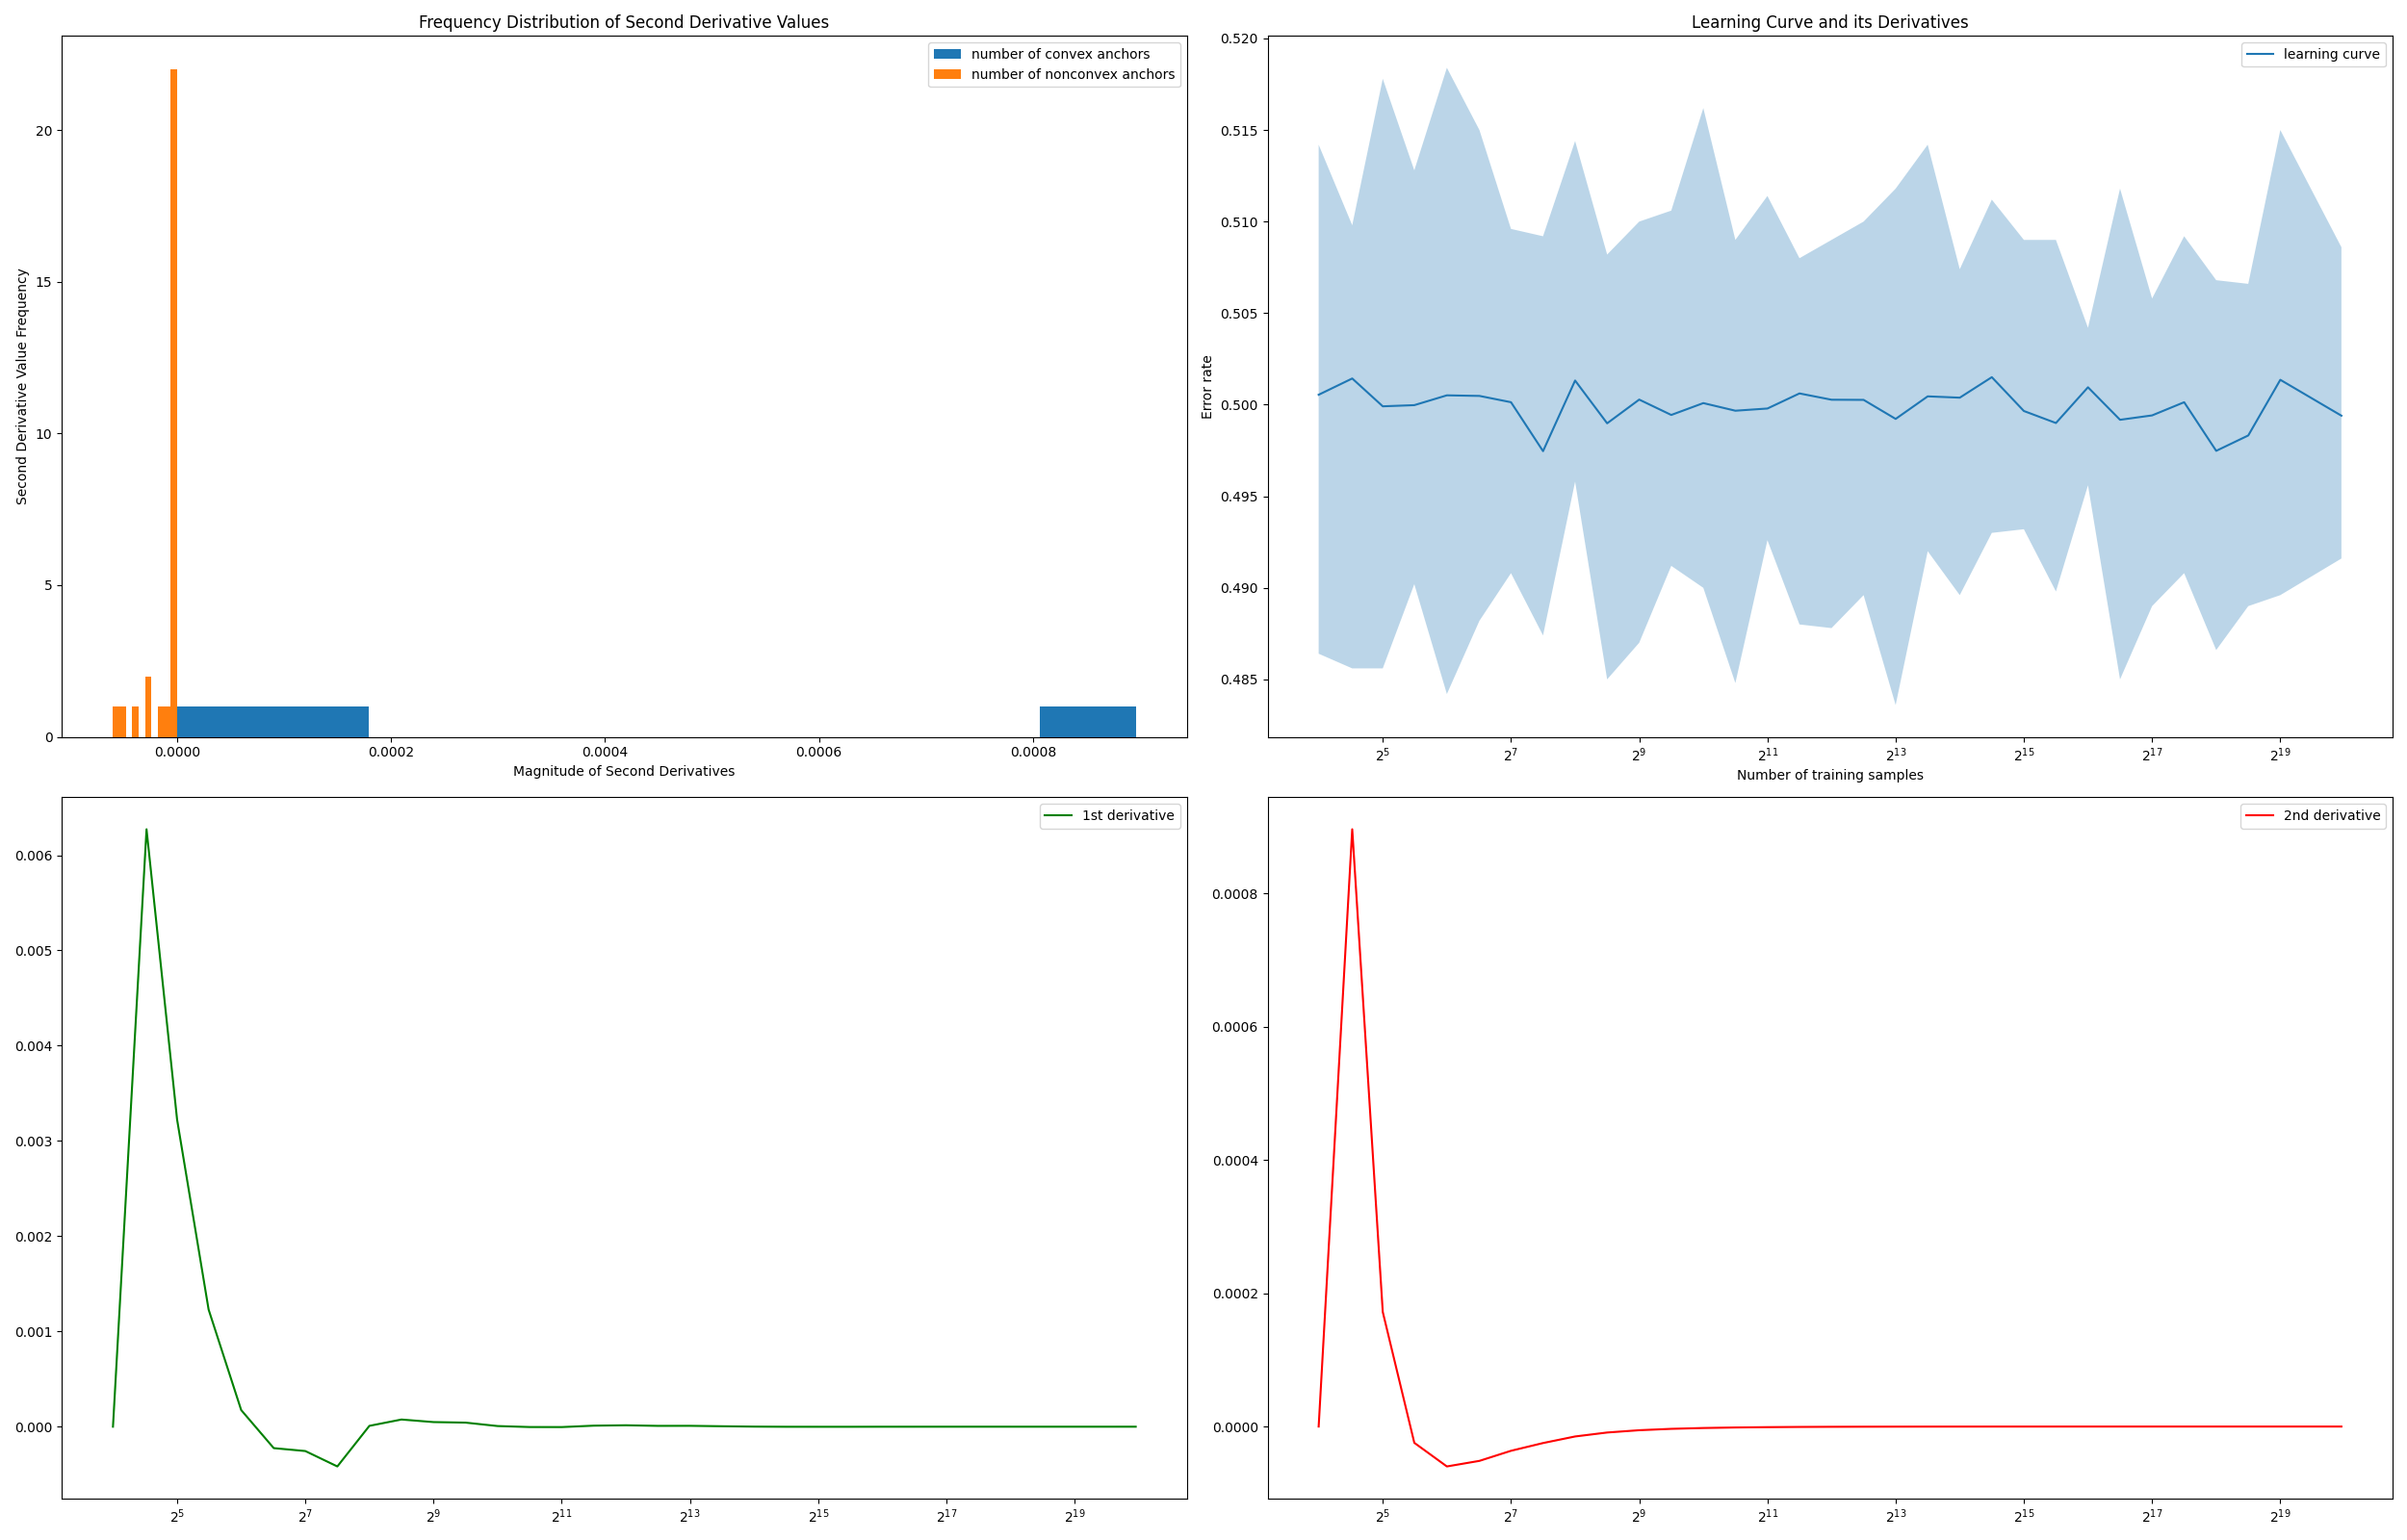 Frequency Distribution of Second Derivative Values
number of convex anchors
number of nonconvex anchors
Second Derivative Value Frequency
20
15
10
5
0
0.0000 0.0002 0.0004 0.0006 0.0008
Magnitude of Second Derivatives
Learning Curve and its Derivatives
learning curve
Error rate
0.520
0.515
0.510
0.505
0.500
0.495
0.490
0.485
2^5 2^7 2^9 2^11 2^13 2^15 2^17 2^19
Number of training samples
1st derivative
0.006
0.005
0.004
0.003
0.002
0.001
0.000
2^5 2^7 2^9 2^11 2^13 2^15 2^17 2^19
2nd derivative
0.0008
0.0006
0.0004
0.0002
0.0000
2^5 2^7 2^9 2^11 2^13 2^15 2^17 2^19